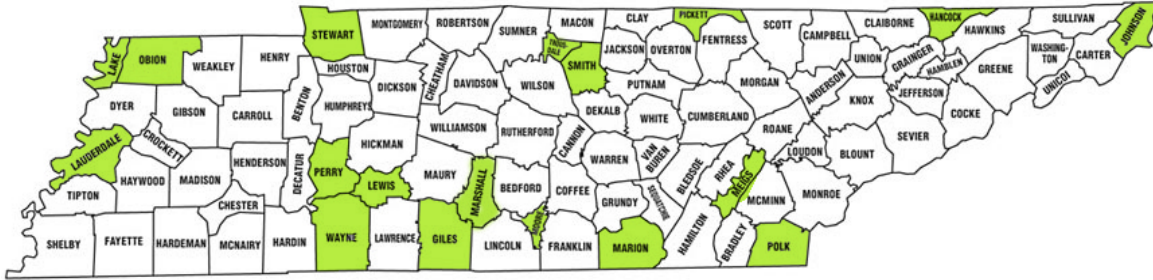 LAKE
OBION
WEAKLEY
HENRY
STEWART
MONTGOMERY
ROBERTSON
SUMNER
MACON
TROUS-
DALE
SMITH
CLAY
JACKSON
OVERTON
PICKETT
FENTRESS
SCOTT
CAMPBELL
CLAIBORNE
UNION
HANCOCK
HAWKINS
GRAINGER
HAMBLEN
SULLIVAN
WASHING-
TON
CARTER
JOHNSON
UNICOI
GREENE
DYER
GIBSON
CARROLL
BENTON
HOUSTON
HUMPHREYS
DICKSON
CHEATHAM
DAVIDSON
WILSON
DEKALB
PUTNAM
WHITE
CUMBERLAND
MORGAN
ANDERSON
KNOX
JEFFERSON
COCKE
SEVIER
BLOUNT
LOUDON
ROANE
LAUDERDALE
CROCKETT
HAYWOOD
MADISON
HENDERSON
DECATUR
PERRY
HICKMAN
LEWIS
WILLIAMSON
MAURY
MARSHALL
RUTHERFORD
BEDFORD
CANNON
COFFEE
WARREN
VAN
BUREN
GRUNDY
SEQUATCHIE
BLEDSOE
RHEA
MEIGS
MCMINN
MONROE
TIPTON
SHELBY
FAYETTE
HARDEMAN
CHESTER
MCNAIRY
HARDIN
WAYNE
LAWRENCE
GILES
LINCOLN
MOORE
FRANKLIN
MARION
HAMILTON
BRADLEY
POLK